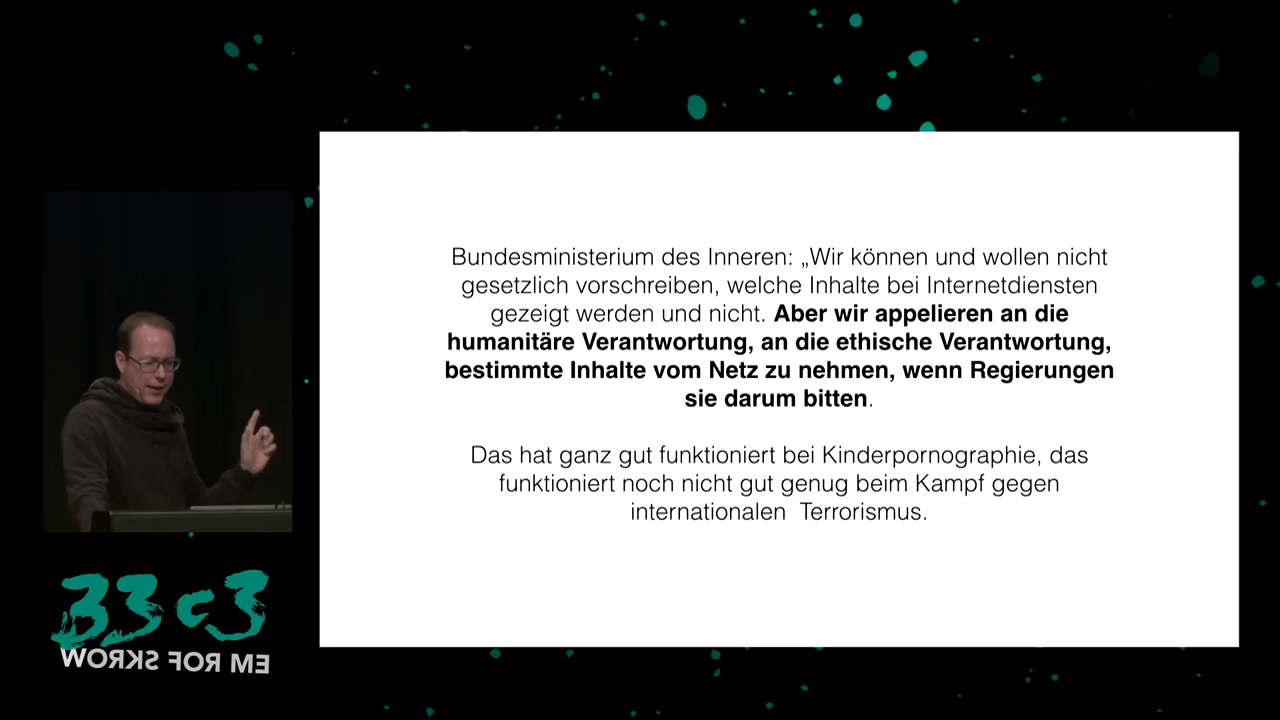 Bundesministerium des Inneren: „Wir können und wollen nicht
gesetzlich vorschreiben, welche Inhalte bei Internetdiensten
gezeigt werden und nicht. Aber wir appelieren an die
humanitäre Verantwortung, an die ethische Verantwortung,
bestimmte Inhalte vom Netz zu nehmen, wenn Regierungen
sie darum bitten.
Das hat ganz gut funktioniert bei Kinderpornographie, das
funktioniert noch nicht gut genug beim Kampf gegen
internationalen  Terrorismus.
33c3
WORKS FOR ME